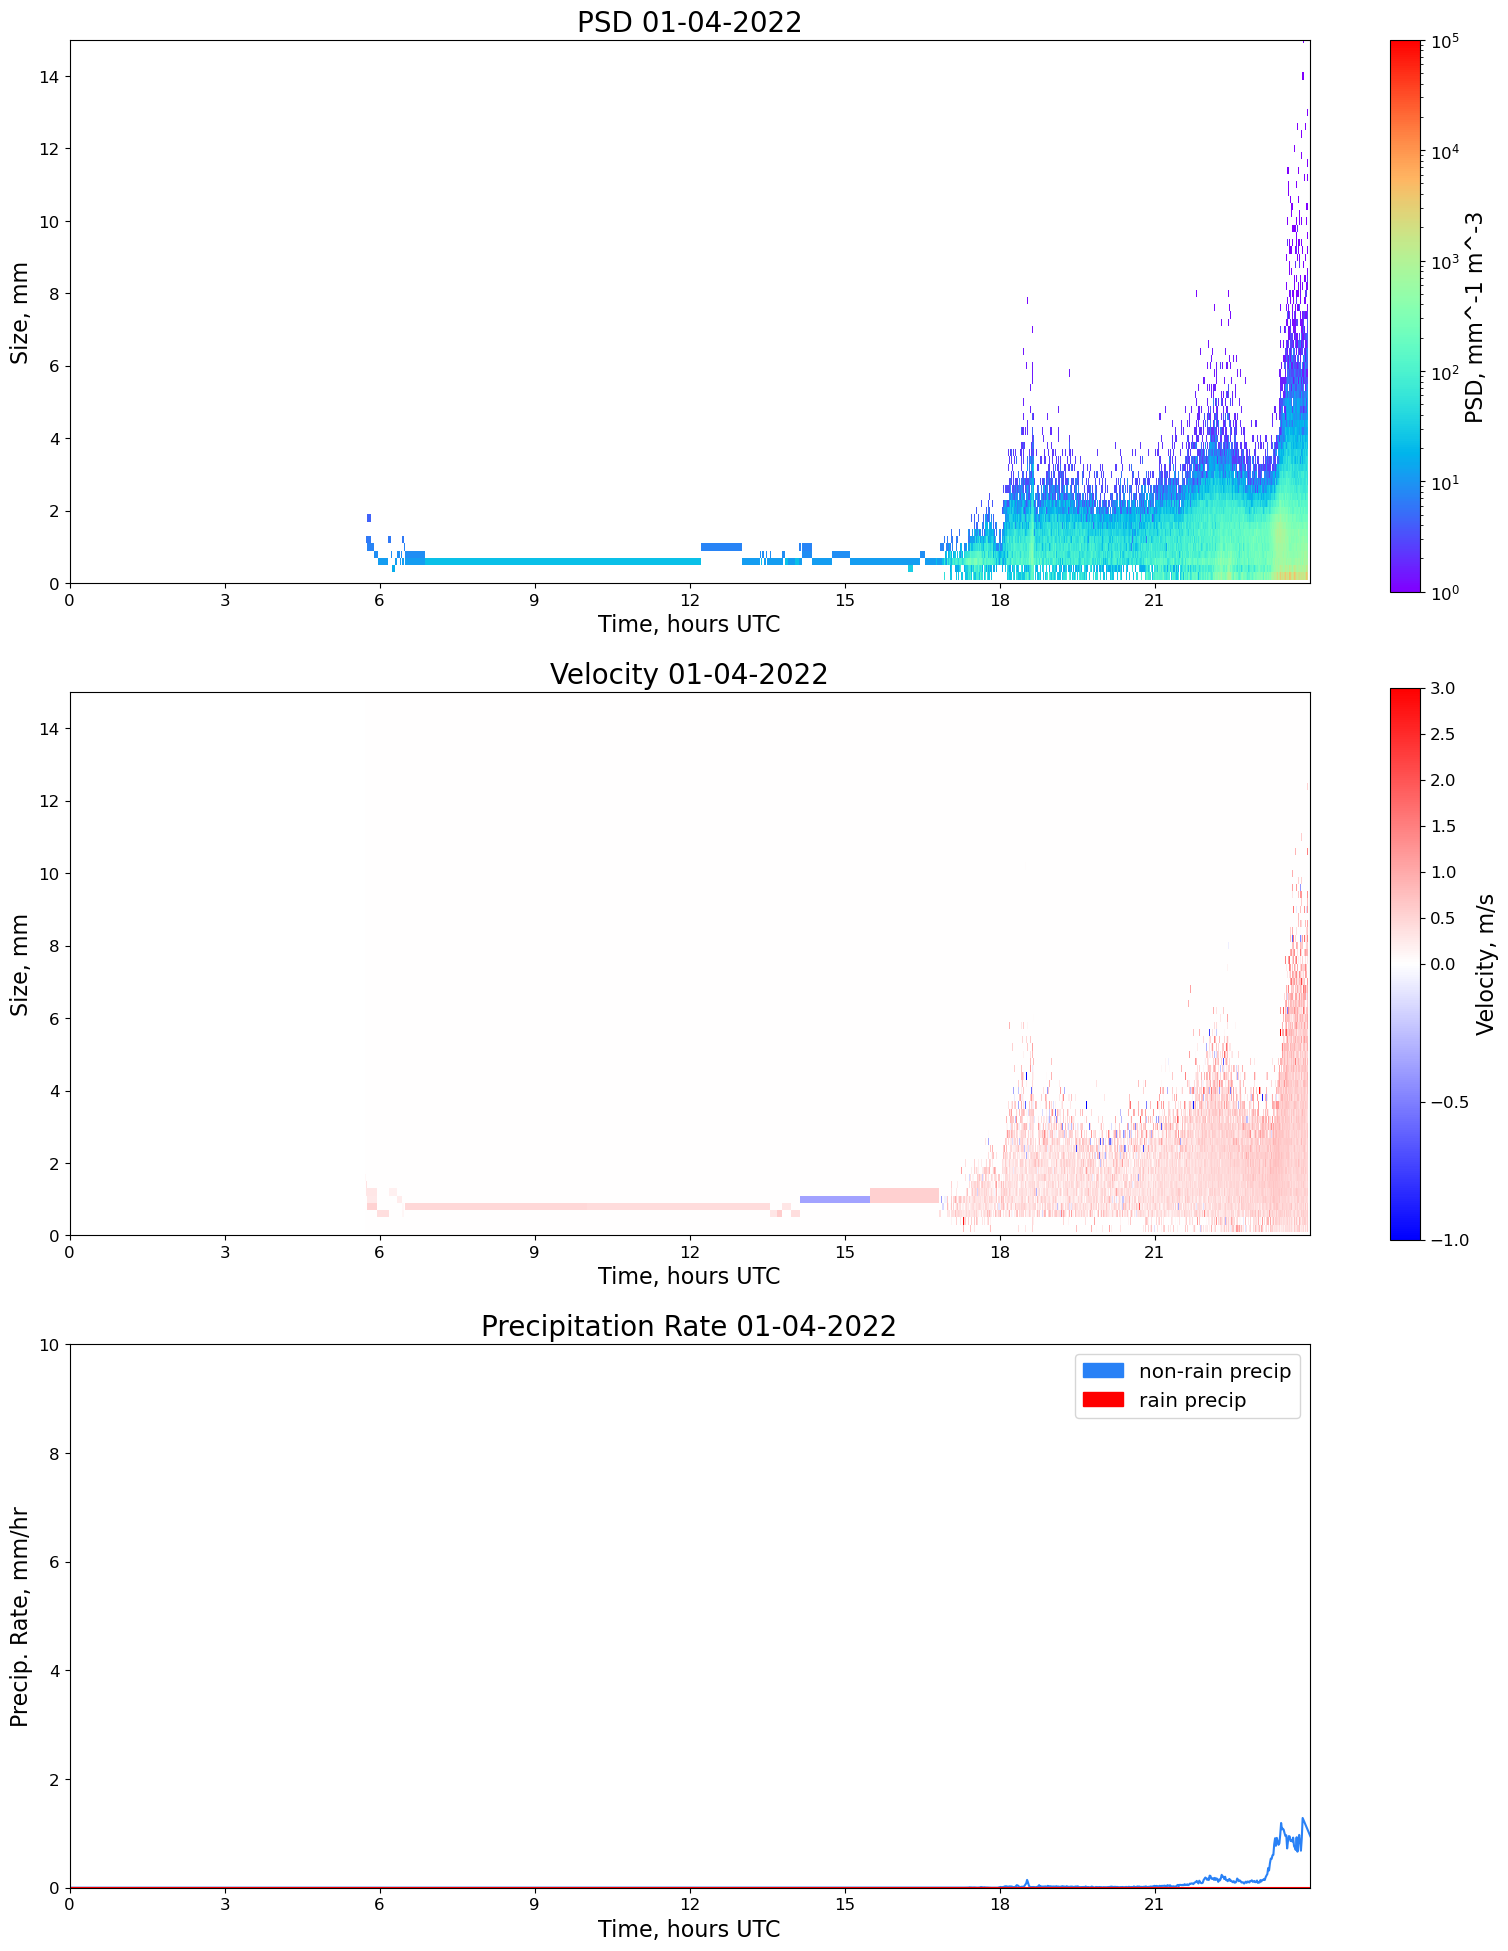 PSD 01-04-2022
14
12
10
8
6
4
2
0
Size, mm
0 3 6 9 12 15 18 21
Time, hours UTC
10^5
10^4
10^3
10^2
10^1
10^0
PSD, mm^-1 m^-3
Velocity 01-04-2022
14
12
10
8
6
4
2
0
Size, mm
0 3 6 9 12 15 18 21
Time, hours UTC
3.0
2.5
2.0
1.5
1.0
0.5
0.0
−0.5
−1.0
Velocity, m/s
Precipitation Rate 01-04-2022
10
8
6
4
2
0
Precip. Rate, mm/hr
non-rain precip
rain precip
0 3 6 9 12 15 18 21
Time, hours UTC